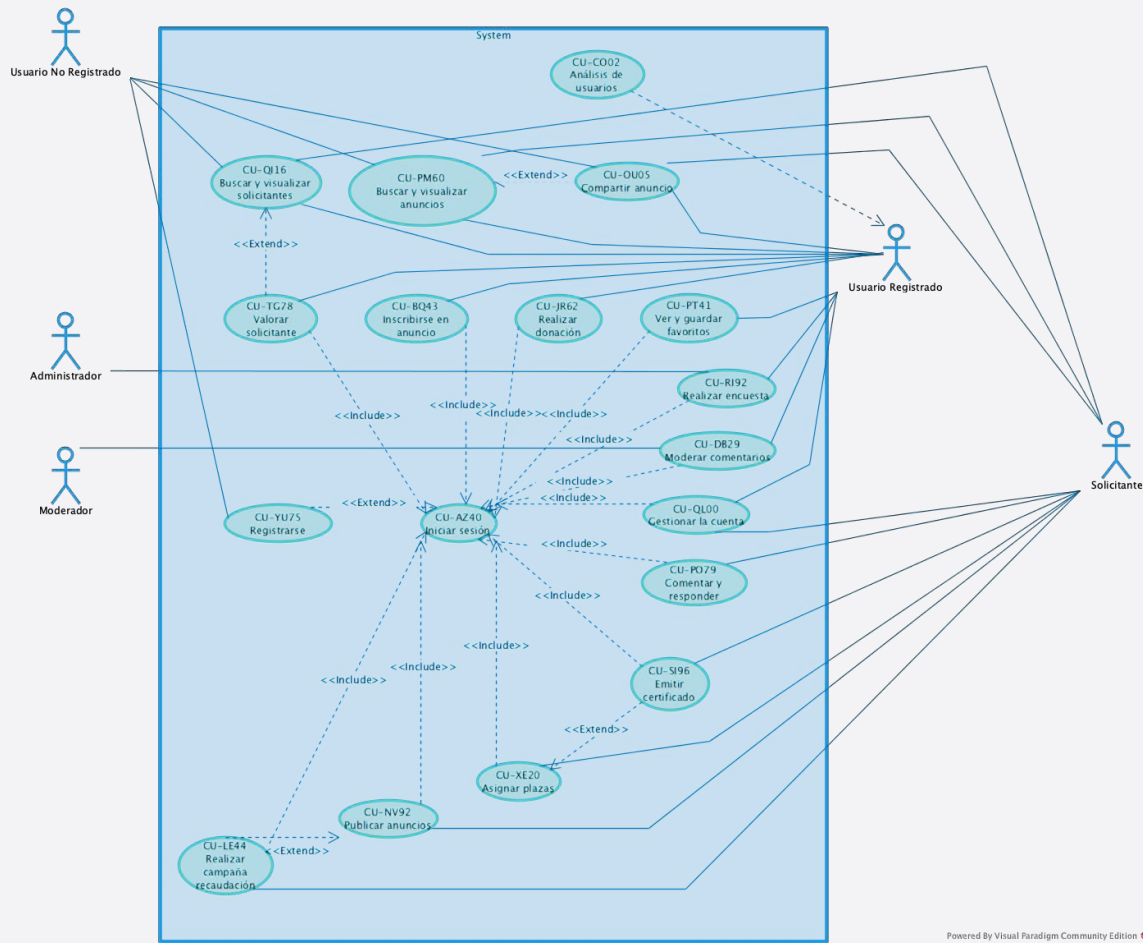 System
Usuario No Registrado
CU-CO02
Análisis de
usuarios
CU-QJ16
Buscar y visualizar
solicitantes
CU-PM60
Buscar y visualizar
anuncios
<<Extend>>
CU-OU05
Compartir anuncio
<<Extend>>
Usuario Registrado
CU-TG78
Valorar
solicitante
CU-BQ43
Inscribirse en
anuncio
CU-JR62
Realizar
donación
CU-PT41
Ver y guardar
favoritos
Administrador
CU-RJ92
Realizar encuesta
<<Include>>
<<Include>>
<<Include>>
<<Include>>
<<Include>>
CU-DB29
Moderar comentarios
Moderador
<<Include>>
<<Include>>
Solicitante
CU-YU75
Registrarse
<<Extend>>
CU-AZ40
Iniciar sesión
CU-QL00
Gestionar la cuenta
<<Include>>
CU-PO79
Comentar y
responder
<<Include>>
<<Include>>
<<Include>>
<<Include>>
CU-SI96
Emitir
certificado
<<Extend>>
CU-XE20
Asignar plazas
CU-NV92
Publicar anuncios
CU-LE44
Realizar
campaña
recaudación
<<Extend>>
Powered By Visual Paradigm Community Edition